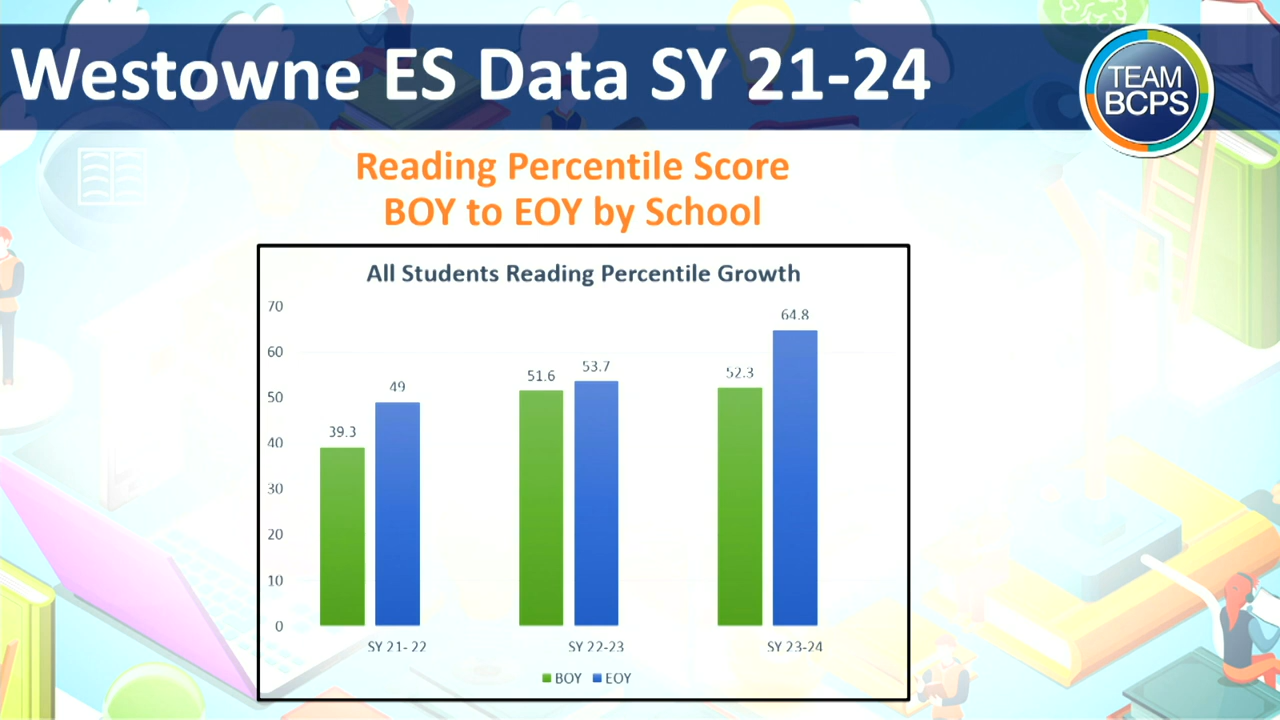 Westowne ES Data SY 21-24
TEAM
BCPS
Reading Percentile Score
BOY to EOY by School
All Students Reading Percentile Growth
70
60
50
40
30
20
10
0
39.3
49
51.6
53.7
52.3
64.8
SY 21- 22
SY 22-23
SY 23-24
BOY EOY